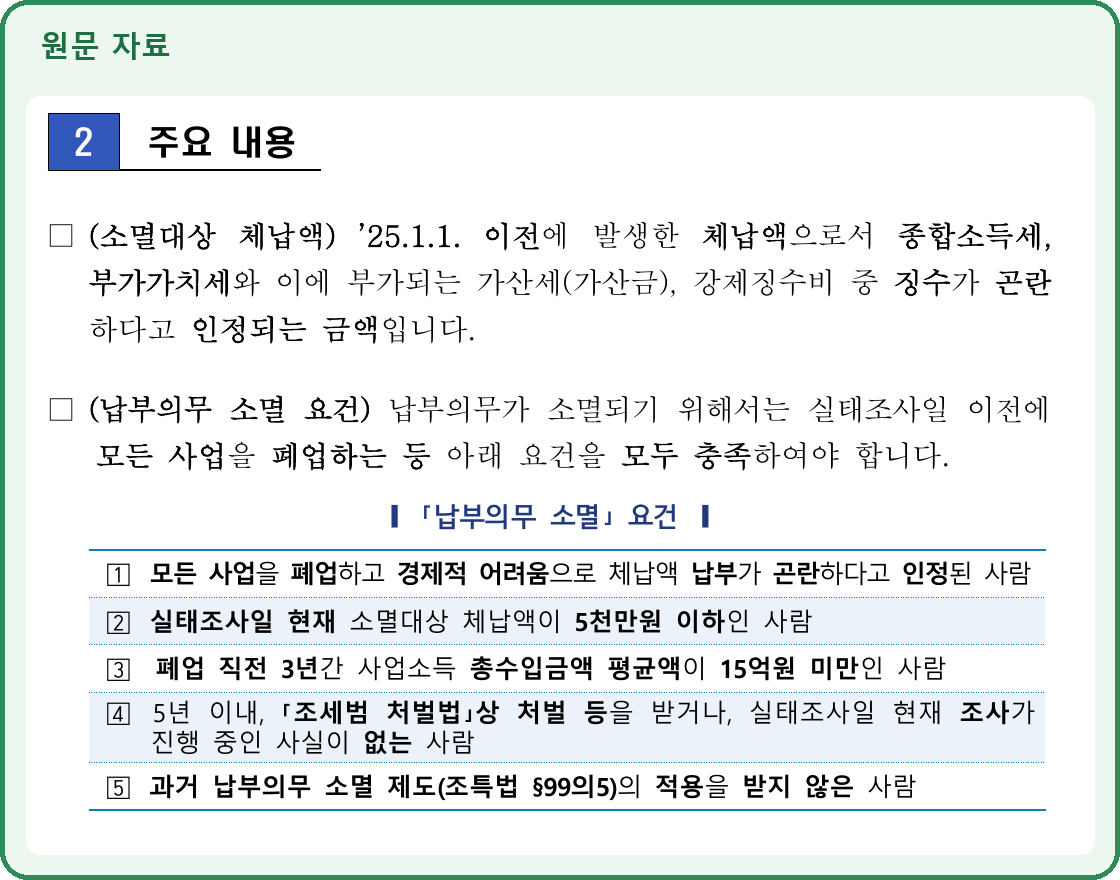 원문 자료
2 주요 내용
□ (소멸대상 체납액) ’25.1.1. 이전에 발생한 체납액으로서 종합소득세,
부가가치세와 이에 부가되는 가산세(가산금), 강제징수비 중 징수가 곤란
하다고 인정되는 금액입니다.
□ (납부의무 소멸 요건) 납부의무가 소멸되기 위해서는 실태조사일 이전에
모든 사업을 폐업하는 등 아래 요건을 모두 충족하여야 합니다.
▎「납부의무 소멸」 요건 ▎
1 모든 사업을 폐업하고 경제적 어려움으로 체납액 납부가 곤란하다고 인정된 사람
2 실태조사일 현재 소멸대상 체납액이 5천만원 이하인 사람
3 폐업 직전 3년간 사업소득 총수입금액 평균액이 15억원 미만인 사람
4 5년 이내, 「조세범 처벌법」상 처벌 등을 받거나, 실태조사일 현재 조사가
진행 중인 사실이 없는 사람
5 과거 납부의무 소멸 제도(조특법 §99의5)의 적용을 받지 않은 사람